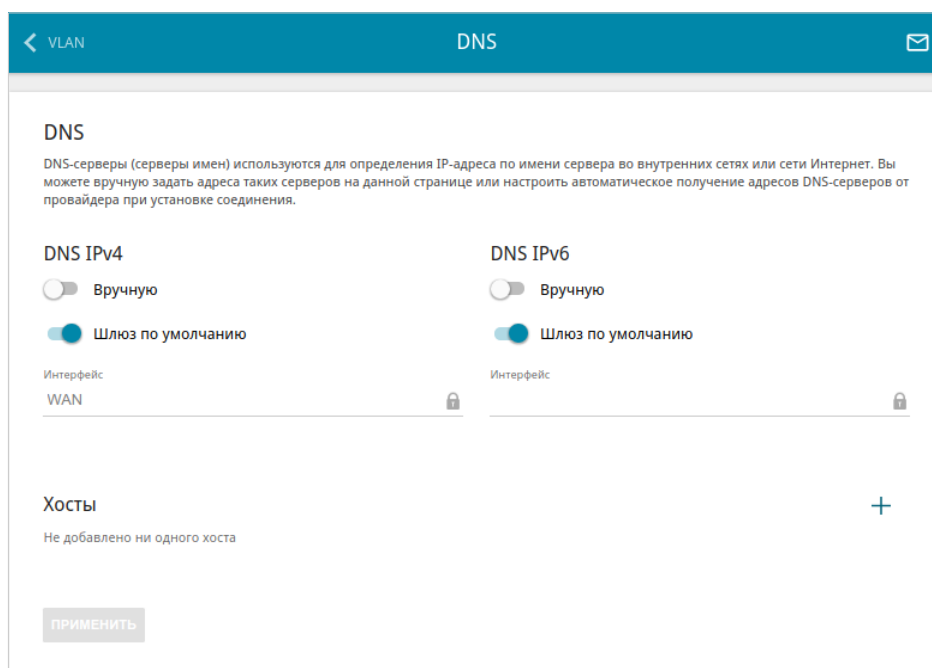 VLAN
DNS
DNS
DNS-серверы (серверы имен) используются для определения IP-адреса по имени сервера во внутренних сетях или сети Интернет. Вы
можете вручную задать адреса таких серверов на данной странице или настроить автоматическое получение адресов DNS-серверов от
провайдера при установке соединения.
DNS IPv4
Вручную
Шлюз по умолчанию
Интерфейс
WAN
DNS IPv6
Вручную
Шлюз по умолчанию
Интерфейс
Хосты
Не добавлено ни одного хоста
ПРИМЕНИТЬ